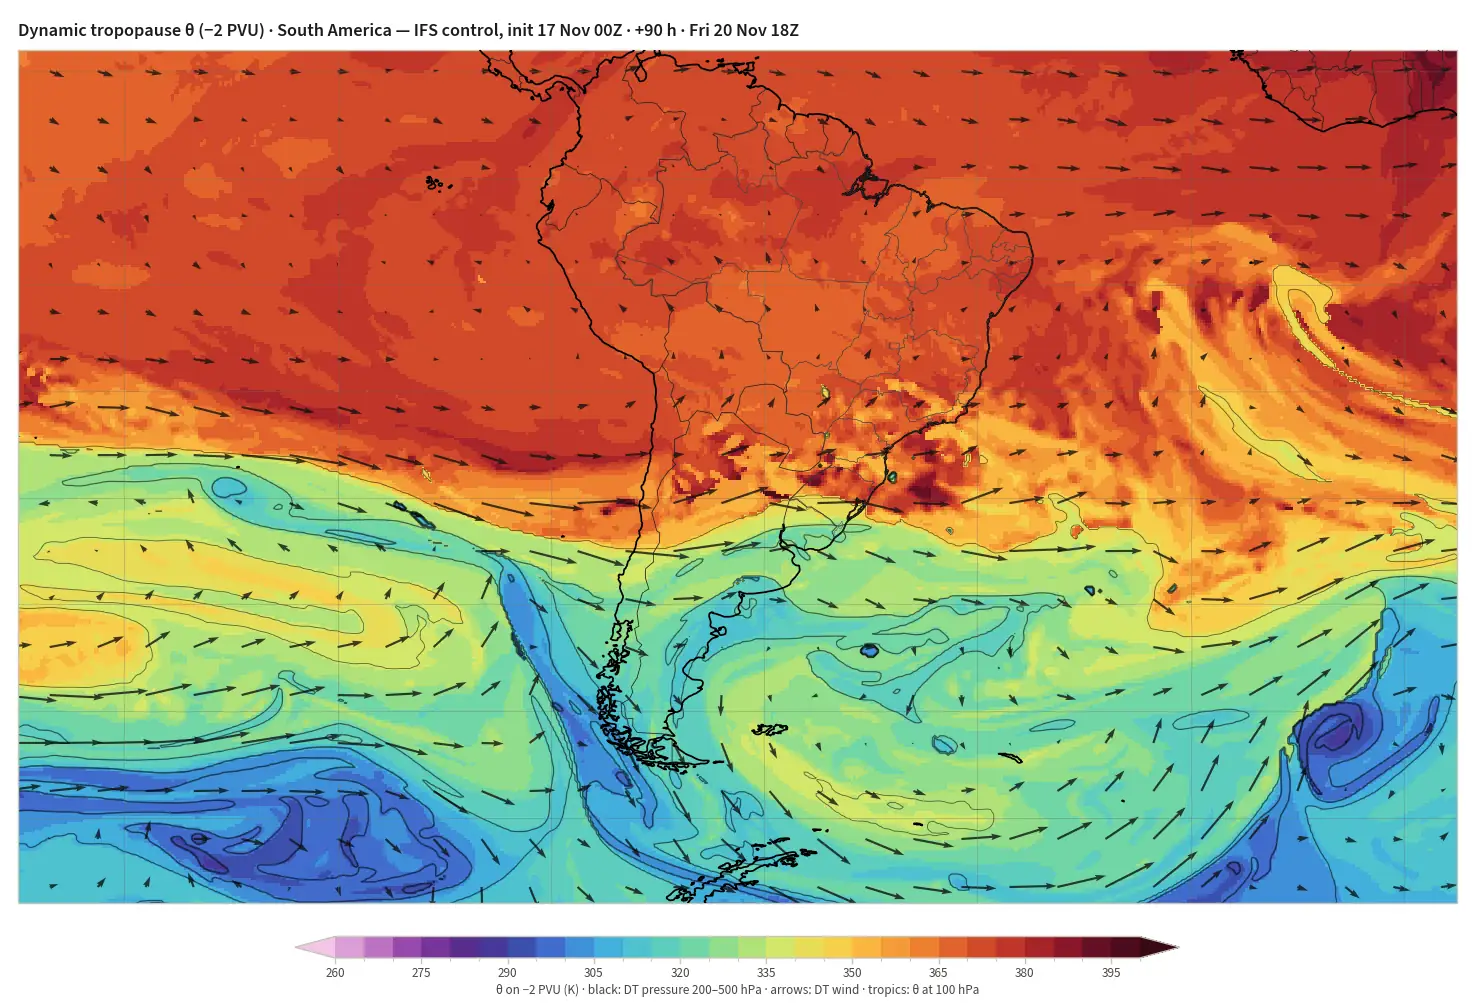 Dynamic tropopause θ (−2 PVU) · South America — IFS control, init 17 Nov 00Z · +90 h · Fri 20 Nov 18Z
260 275 290 305 320 335 350 365 380 395
θ on −2 PVU (K) · black: DT pressure 200–500 hPa · arrows: DT wind · tropics: θ at 100 hPa